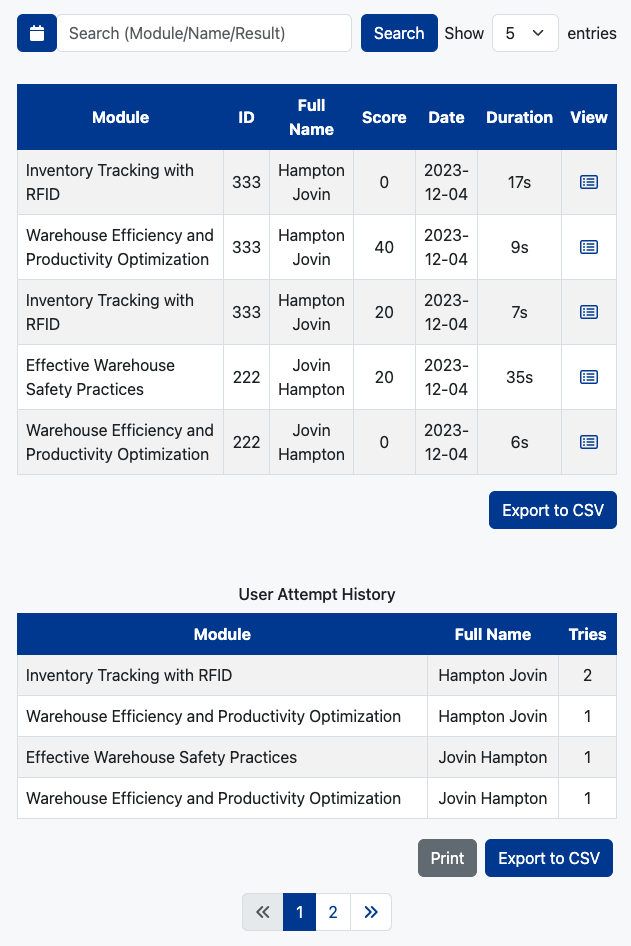 Search (Module/Name/Result) Search Show 5 entries
Module ID Full Name Score Date Duration View
Inventory Tracking with RFID 333 Hampton Jovin 0 2023-12-04 17s
Warehouse Efficiency and Productivity Optimization 333 Hampton Jovin 40 2023-12-04 9s
Inventory Tracking with RFID 333 Hampton Jovin 20 2023-12-04 7s
Effective Warehouse Safety Practices 222 Jovin Hampton 20 2023-12-04 35s
Warehouse Efficiency and Productivity Optimization 222 Jovin Hampton 0 2023-12-04 6s
Export to CSV
User Attempt History
Module Full Name Tries
Inventory Tracking with RFID Hampton Jovin 2
Warehouse Efficiency and Productivity Optimization Hampton Jovin 1
Effective Warehouse Safety Practices Jovin Hampton 1
Warehouse Efficiency and Productivity Optimization Jovin Hampton 1
Print Export to CSV
« 1 2 »